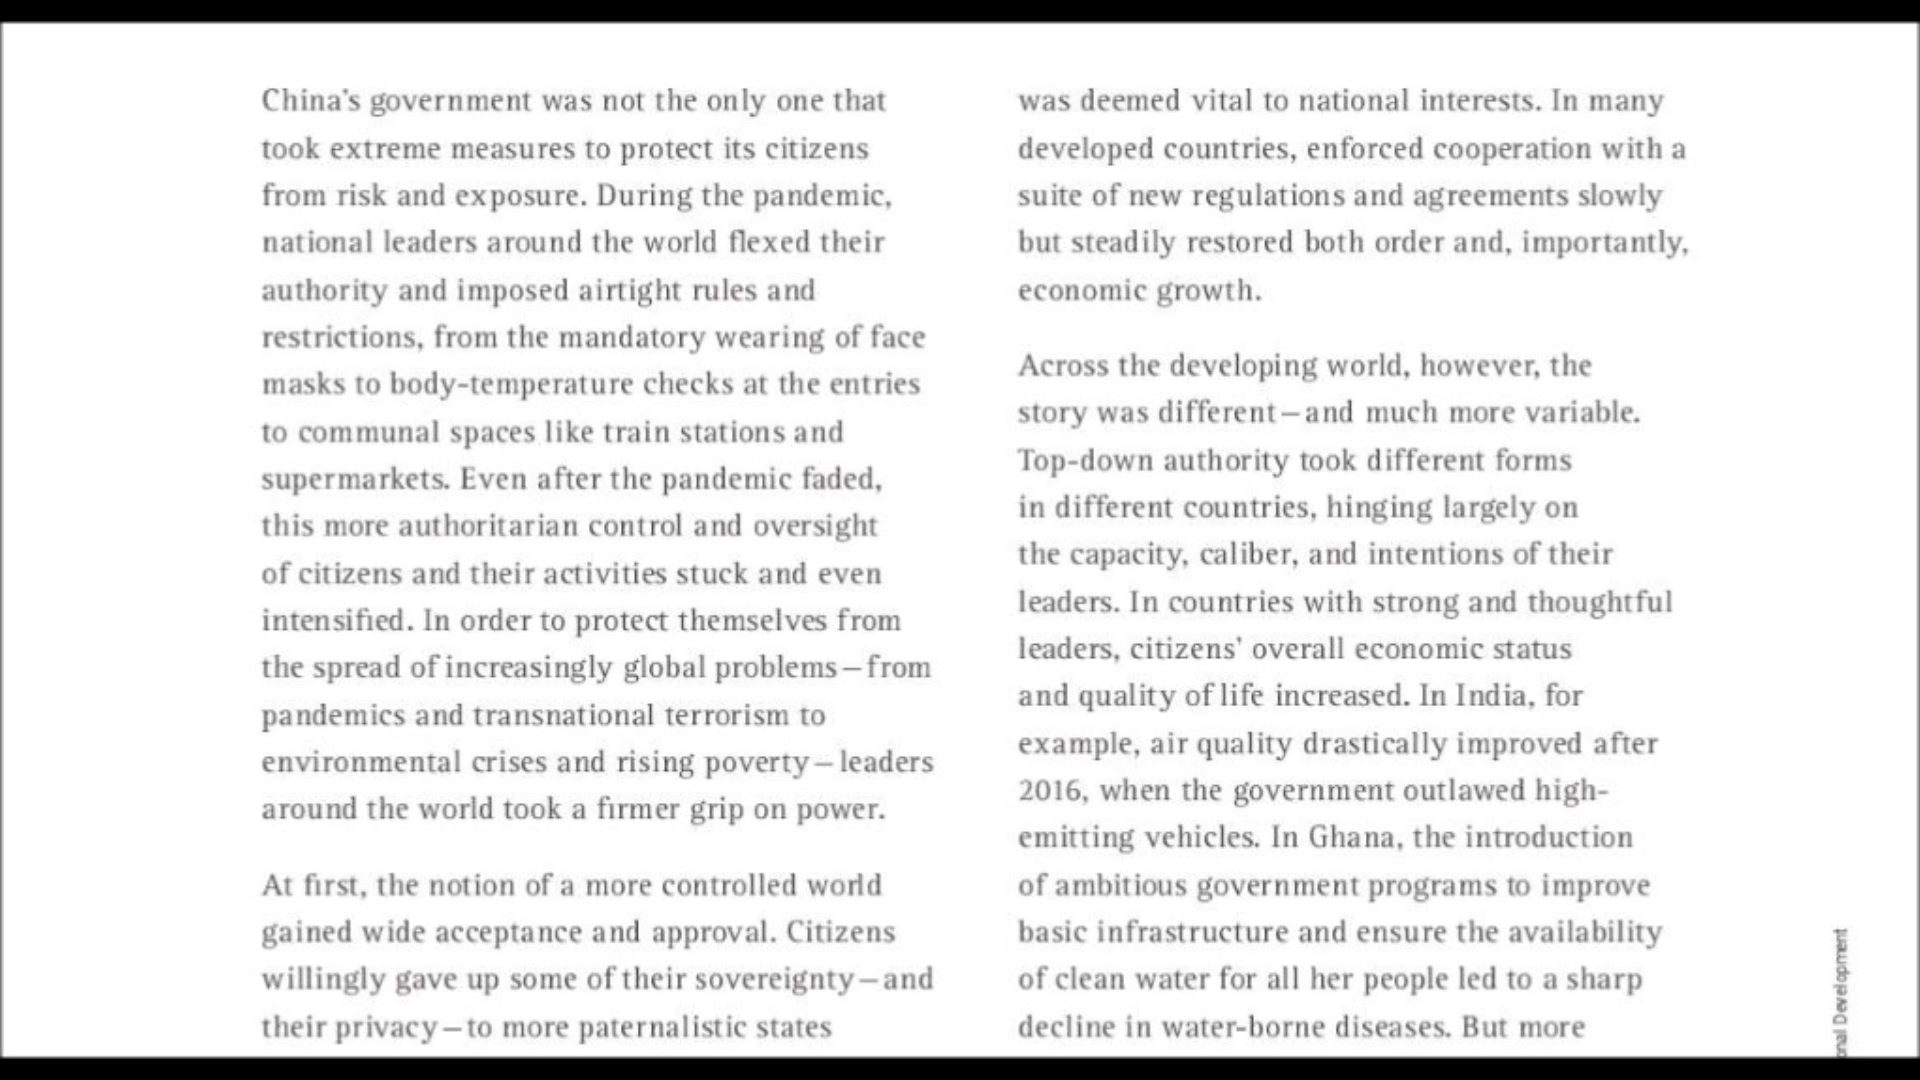 China's government was not the only one that
took extreme measures to protect its citizens
from risk and exposure. During the pandemic,
national leaders around the world flexed their
authority and imposed airtight rules and
restrictions, from the mandatory wearing of face
masks to body-temperature checks at the entries
to communal spaces like train stations and
supermarkets. Even after the pandemic faded,
this more authoritarian control and oversight
of citizens and their activities stuck and even
intensified. In order to protect themselves from
the spread of increasingly global problems—from
pandemics and transnational terrorism to
environmental crises and rising poverty—leaders
around the world took a firmer grip on power.
At first, the notion of a more controlled world
gained wide acceptance and approval. Citizens
willingly gave up some of their sovereignty—and
their privacy—to more paternalistic states
was deemed vital to national interests. In many
developed countries, enforced cooperation with a
suite of new regulations and agreements slowly
but steadily restored both order and, importantly,
economic growth.
Across the developing world, however, the
story was different—and much more variable.
Top-down authority took different forms
in different countries, hinging largely on
the capacity, caliber, and intentions of their
leaders. In countries with strong and thoughtful
leaders, citizens' overall economic status
and quality of life increased. In India, for
example, air quality drastically improved after
2016, when the government outlawed high-
emitting vehicles. In Ghana, the introduction
of ambitious government programs to improve
basic infrastructure and ensure the availability
of clean water for all her people led to a sharp
decline in water-borne diseases. But more
onal Development